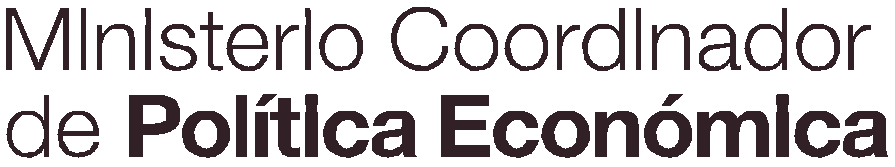 Ministerio Coordinador
de Política Económica